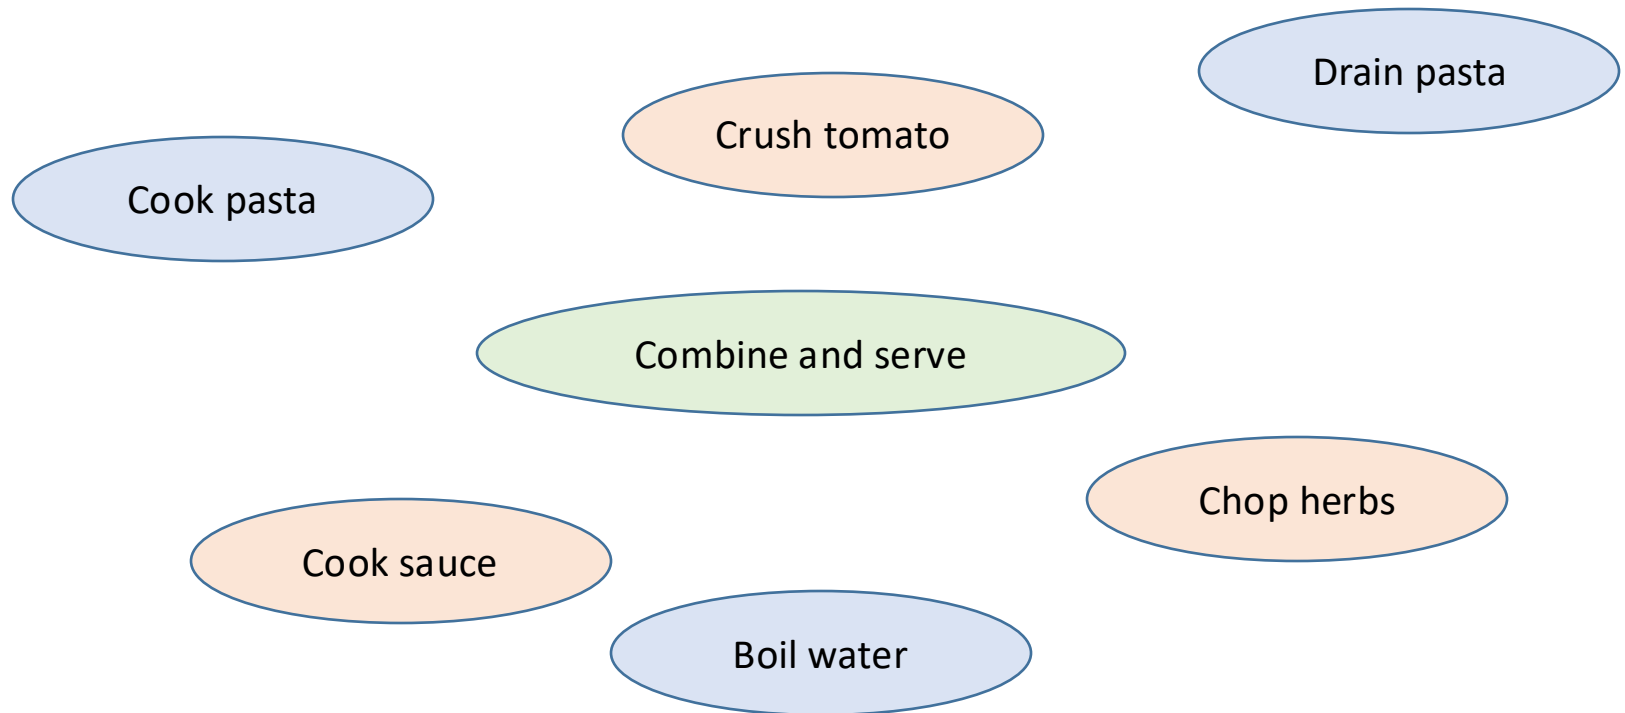 Drain pasta
Crush tomato
Cook pasta
Combine and serve
Chop herbs
Cook sauce
Boil water